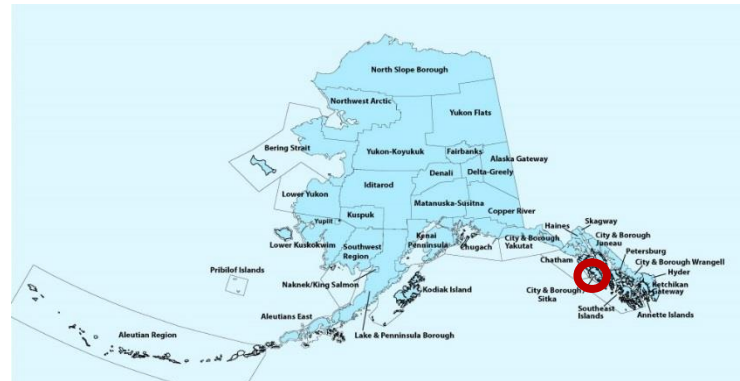 North Slope Borough
Northwest Arctic
Yukon Flats
Bering Strait
Yukon-Koyukuk
Fairbanks
Alaska Gateway
Denali
Delta-Greely
Iditarod
Lower Yukon
Matanuska-Susitna
Copper River
Kuspuk
Yupiit
Lower Kuskokwim
Southwest
Region
Kenai
Penninsula
Chugach
City & Borough
Yakutat
Haines
Skagway
City & Borough
Juneau
Petersburg
City & Borough Wrangell
Hyder
Chatham
Ketchikan
Gateway
City & Borough
Sitka
Southeast
Islands
Annette Islands
Pribilof Islands
Naknek/King Salmon
Kodiak Island
Aleutians East
Lake & Penninsula Borough
Aleutian Region